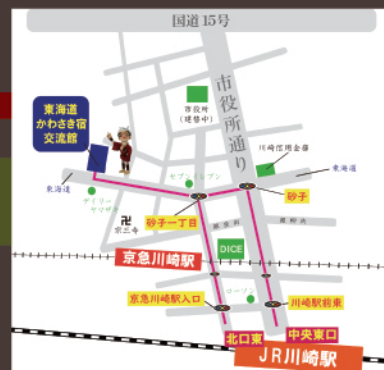 国道15号
東海道
かわさき宿
交流館
市役所
(建替中)
市役所通り
川崎信用金庫
東海道
セブンイレブン
東海道
デイリー
ヤマザキ
砂子
砂子一丁目
卍
宗三寺
DICE
京急川崎駅
京急川崎駅入口
ローソン
川崎駅前東
北口東
中央東口
JR川崎駅